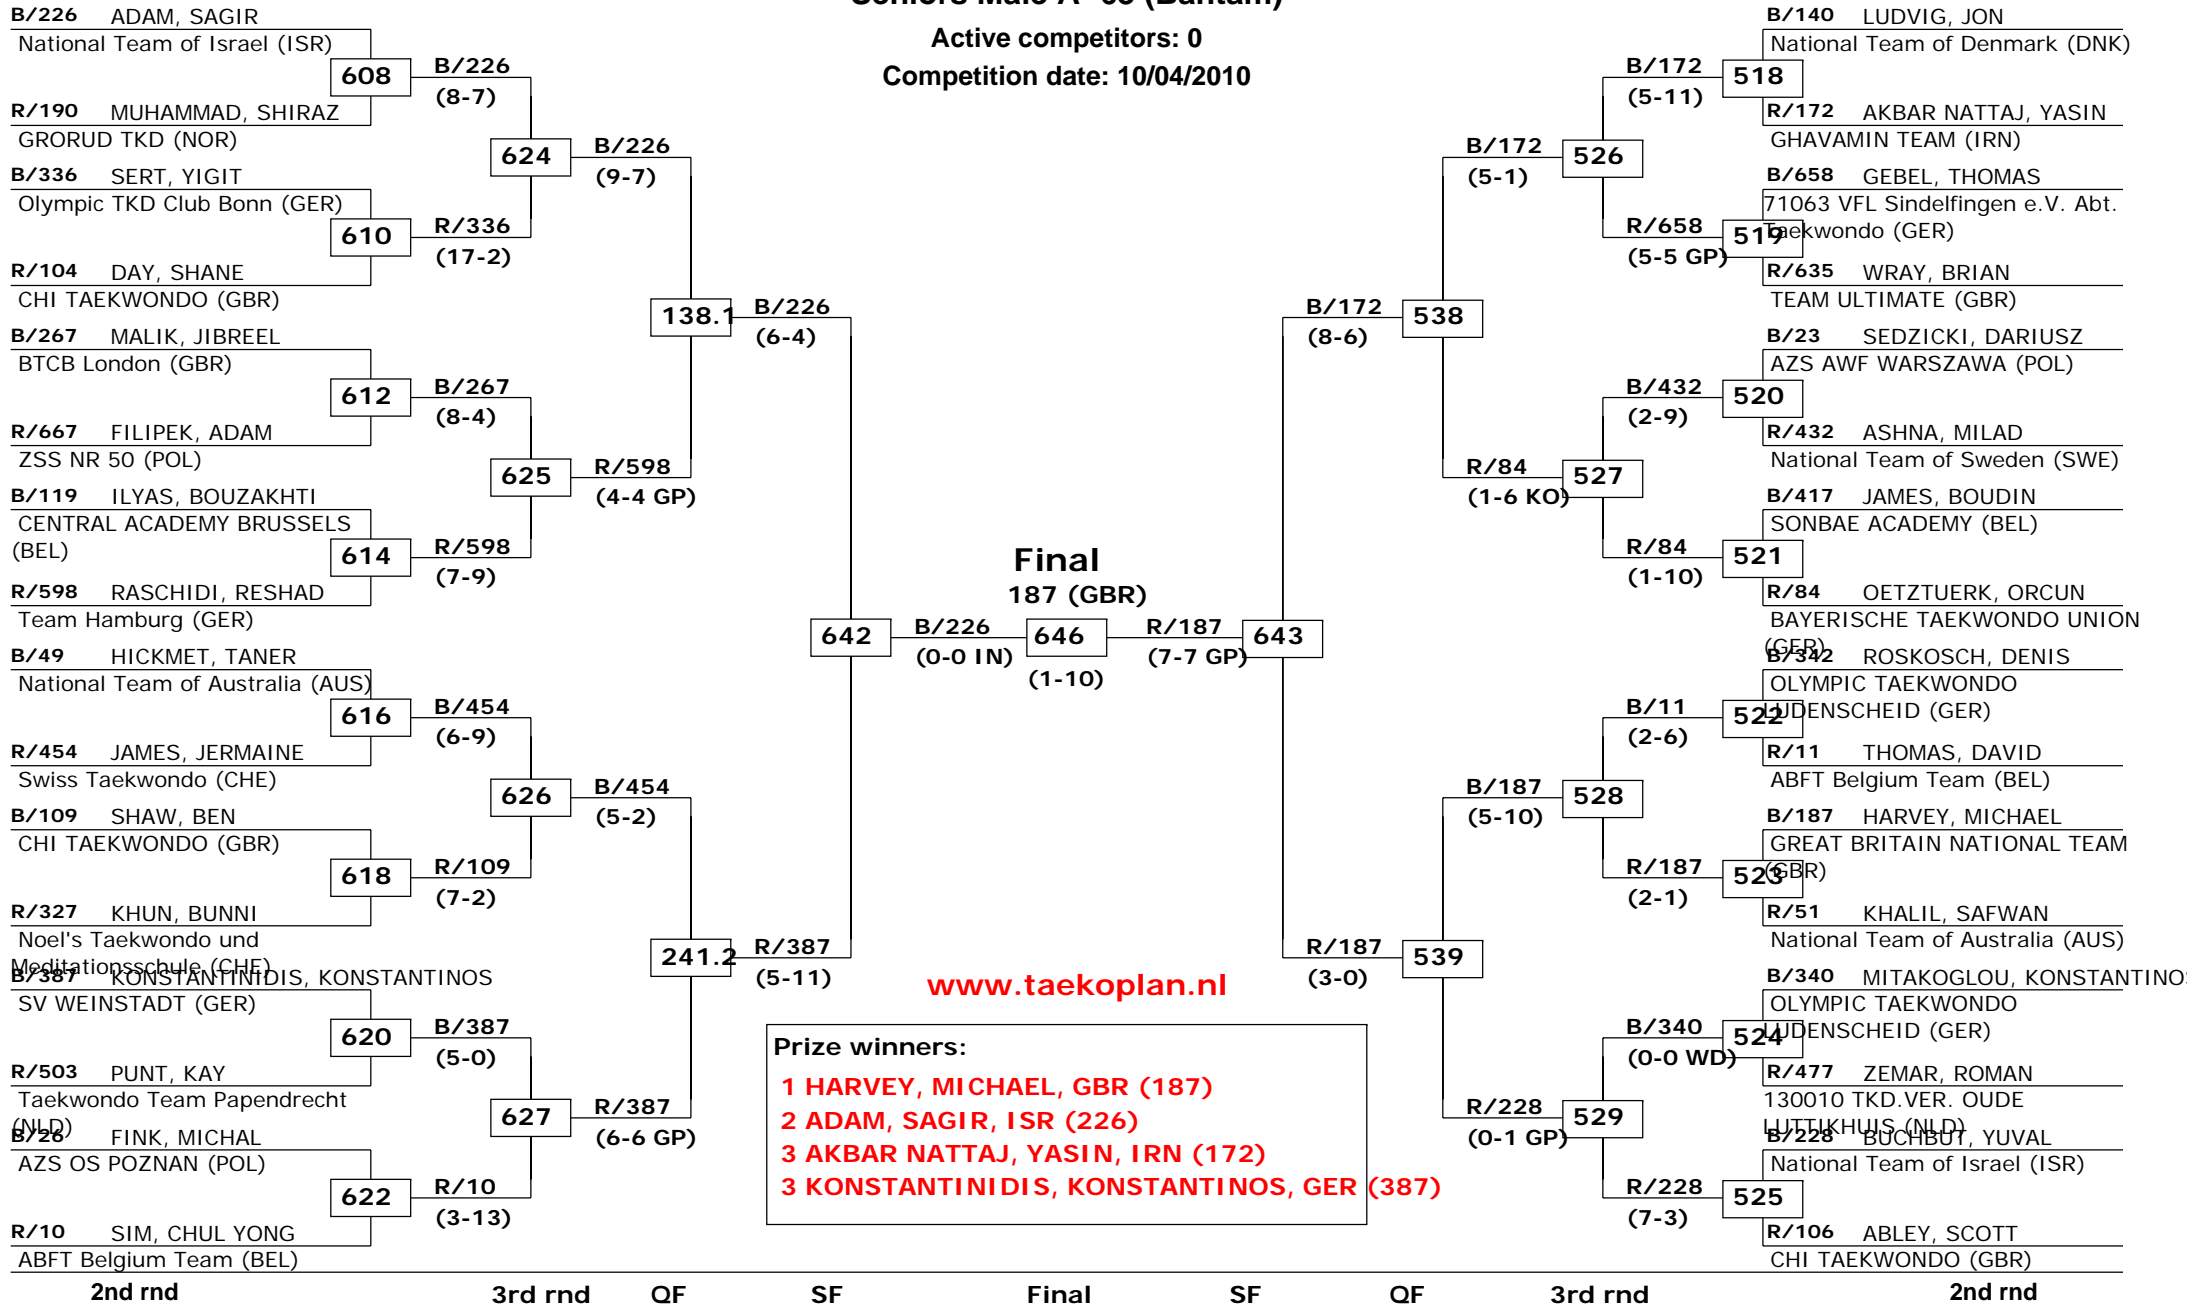 Active competitors: 0
Competition date: 10/04/2010
B/226 ADAM, SAGIR
National Team of Israel (ISR)
608
B/226
(8-7)
R/190 MUHAMMAD, SHIRAZ
GRORUD TKD (NOR)
624
B/226
(9-7)
B/336 SERT, YIGIT
Olympic TKD Club Bonn (GER)
610
R/336
(17-2)
R/104 DAY, SHANE
CHI TAEKWONDO (GBR)
138.1
B/226
(6-4)
B/267 MALIK, JIBREEL
BTCB London (GBR)
612
B/267
(8-4)
R/667 FILIPEK, ADAM
ZSS NR 50 (POL)
625
R/598
(4-4 GP)
B/119 ILYAS, BOUZAKHTI
CENTRAL ACADEMY BRUSSELS
(BEL)
614
R/598
(7-9)
R/598 RASCHIDI, RESHAD
Team Hamburg (GER)
642
B/226
(0-0 IN)
B/49 HICKMET, TANER
National Team of Australia (AUS)
616
B/454
(6-9)
R/454 JAMES, JERMAINE
Swiss Taekwondo (CHE)
626
B/454
(5-2)
B/109 SHAW, BEN
CHI TAEKWONDO (GBR)
618
R/109
(7-2)
R/327 KHUN, BUNNI
Noel's Taekwondo und
Meditationsschule (CHE)
241.2
R/387
(5-11)
B/387 KONSTANTINIDIS, KONSTANTINOS
SV WEINSTADT (GER)
620
B/387
(5-0)
R/503 PUNT, KAY
Taekwondo Team Papendrecht
(NLD)
627
R/387
(6-6 GP)
B/26 FINK, MICHAL
AZS OS POZNAN (POL)
622
R/10
(3-13)
R/10 SIM, CHUL YONG
ABFT Belgium Team (BEL)
Final
187 (GBR)
646
(1-10)
B/140 LUDVIG, JON
National Team of Denmark (DNK)
518
B/172
(5-11)
R/172 AKBAR NATTAJ, YASIN
GHAVAMIN TEAM (IRN)
526
B/172
(5-1)
B/658 GEBEL, THOMAS
71063 VFL Sindelfingen e.V. Abt.
Taekwondo (GER)
519
R/658
(5-5 GP)
R/635 WRAY, BRIAN
TEAM ULTIMATE (GBR)
538
B/172
(8-6)
B/23 SEDZICKI, DARIUSZ
AZS AWF WARSZAWA (POL)
520
B/432
(2-9)
R/432 ASHNA, MILAD
National Team of Sweden (SWE)
527
R/84
(1-6 KO)
B/417 JAMES, BOUDIN
SONBAE ACADEMY (BEL)
521
R/84
(1-10)
R/84 OETZTUERK, ORCUN
BAYERISCHE TAEKWONDO UNION
(GER)
643
R/187
(7-7 GP)
B/342 ROSKOSCH, DENIS
OLYMPIC TAEKWONDO
LUDENSCHEID (GER)
522
B/11
(2-6)
R/11 THOMAS, DAVID
ABFT Belgium Team (BEL)
528
B/187
(5-10)
B/187 HARVEY, MICHAEL
GREAT BRITAIN NATIONAL TEAM
(GBR)
523
R/187
(2-1)
R/51 KHALIL, SAFWAN
National Team of Australia (AUS)
539
R/187
(3-0)
B/340 MITAKOGLOU, KONSTANTINOS
OLYMPIC TAEKWONDO
LUDENSCHEID (GER)
524
B/340
(0-0 WD)
R/477 ZEMAR, ROMAN
130010 TKD.VER. OUDE
LUTTIKHUIS (NLD)
529
R/228
(0-1 GP)
B/228 BUCHBUT, YUVAL
National Team of Israel (ISR)
525
R/228
(7-3)
R/106 ABLEY, SCOTT
CHI TAEKWONDO (GBR)
www.taekoplan.nl
Prize winners:
1 HARVEY, MICHAEL, GBR (187)
2 ADAM, SAGIR, ISR (226)
3 AKBAR NATTAJ, YASIN, IRN (172)
3 KONSTANTINIDIS, KONSTANTINOS, GER (387)
2nd rnd 3rd rnd QF SF Final SF QF 3rd rnd 2nd rnd